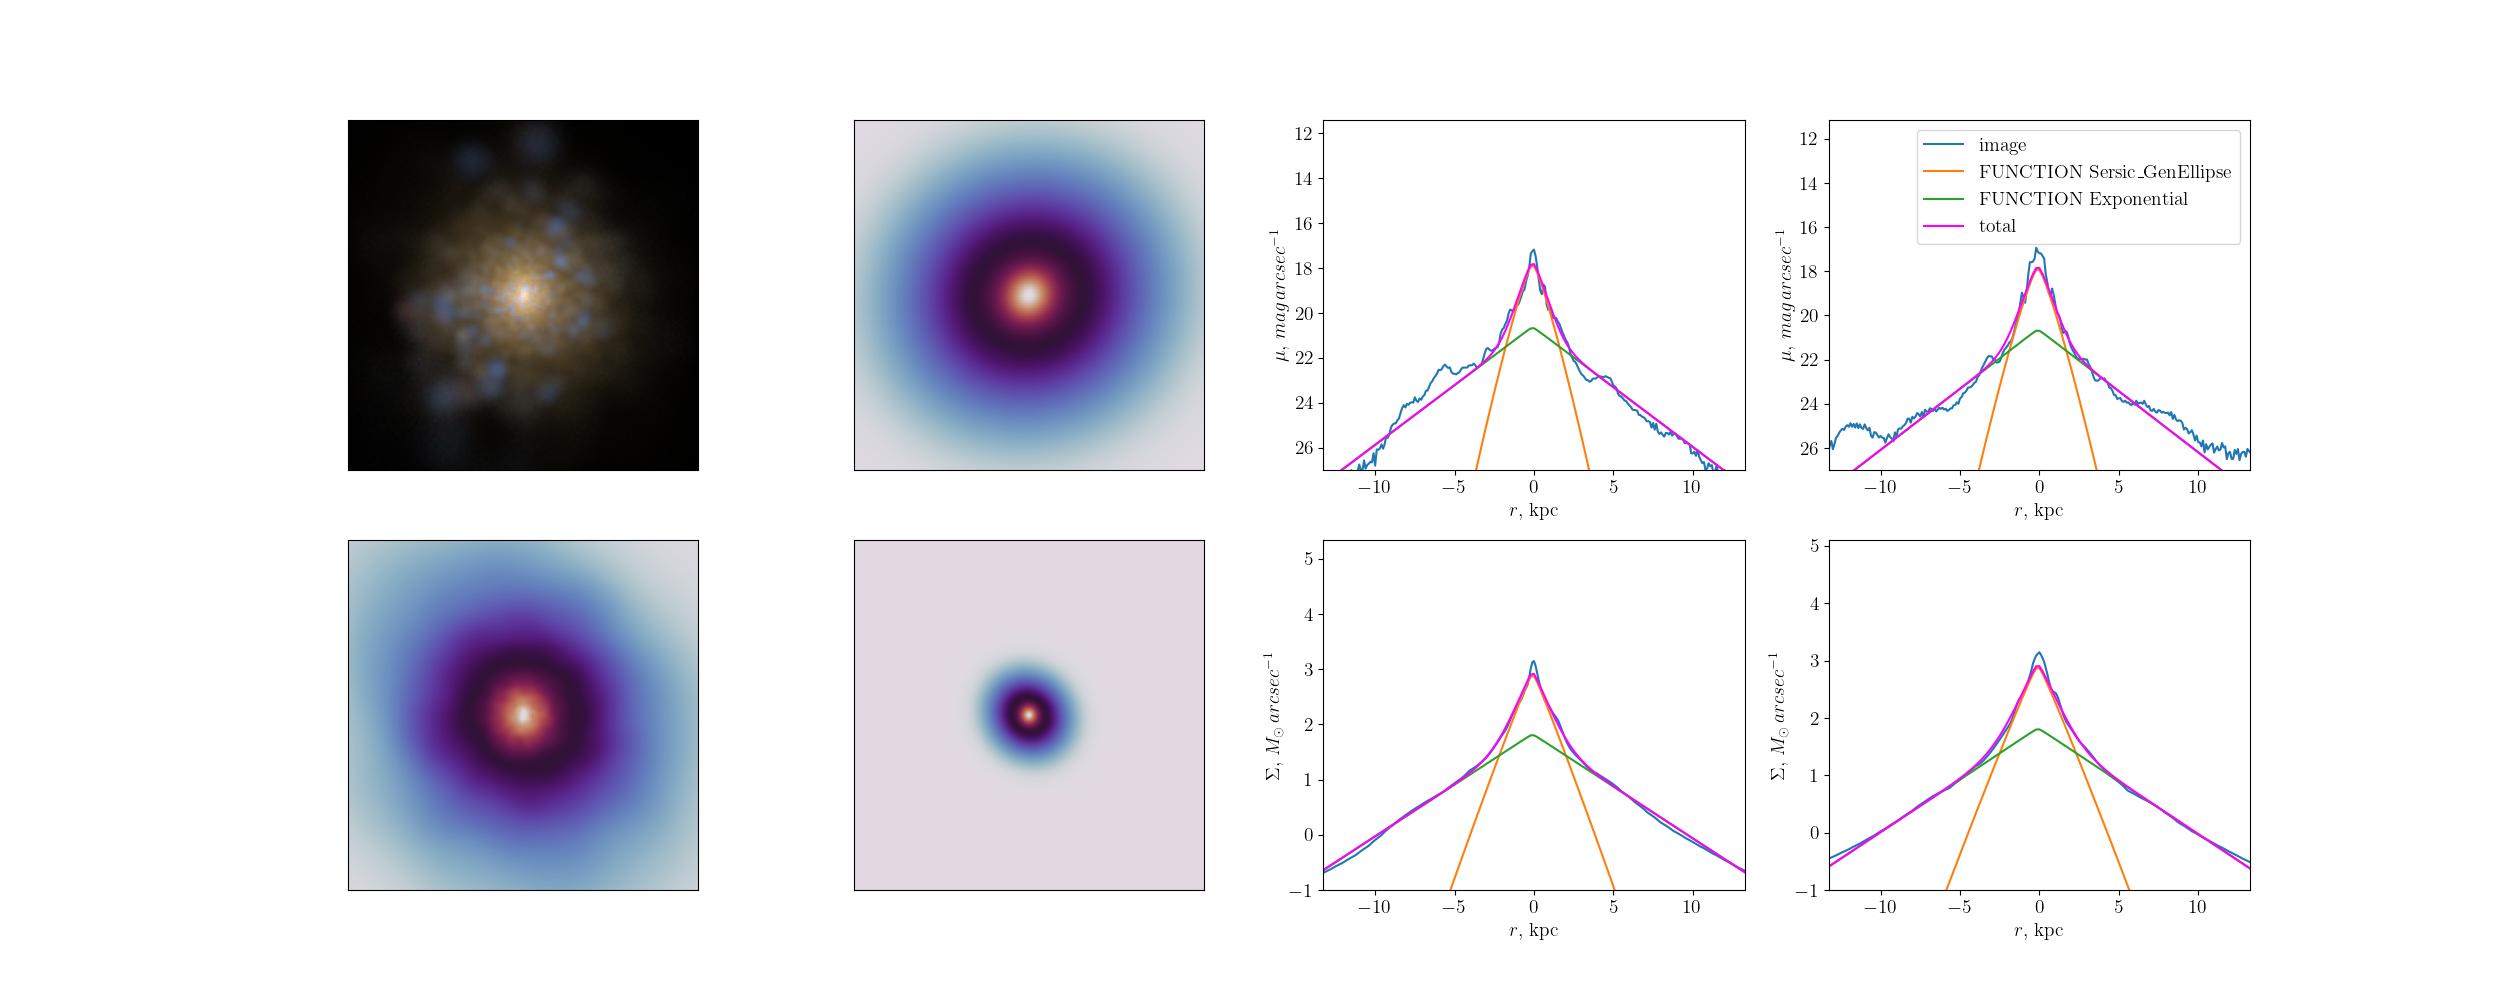 12
14
16
18
20
22
24
26
μ, mag arcsec⁻¹
−10 −5 0 5 10
r, kpc
12
14
16
18
20
22
24
26
μ, mag arcsec⁻¹
image
FUNCTION Sersic_GenEllipse
FUNCTION Exponential
total
−10 −5 0 5 10
r, kpc
5
4
3
2
1
0
−1
Σ, M⊙ arcsec⁻¹
−10 −5 0 5 10
r, kpc
5
4
3
2
1
0
−1
Σ, M⊙ arcsec⁻¹
−10 −5 0 5 10
r, kpc